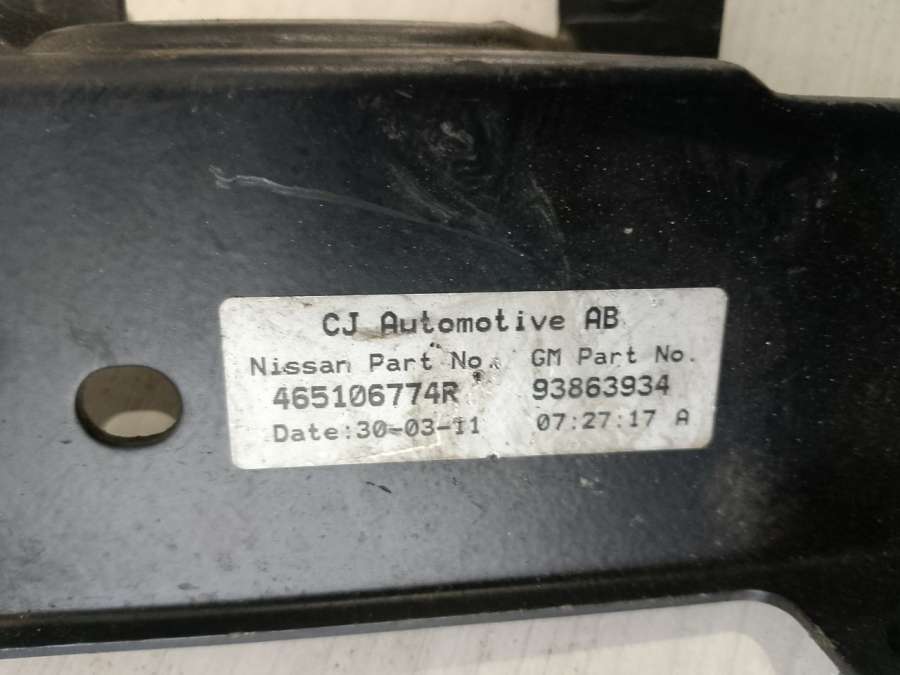 CJ Automotive AB
Nissan Part No. GM Part No.
465106774R 93863934
Date:30-03-11 07:27:17 A